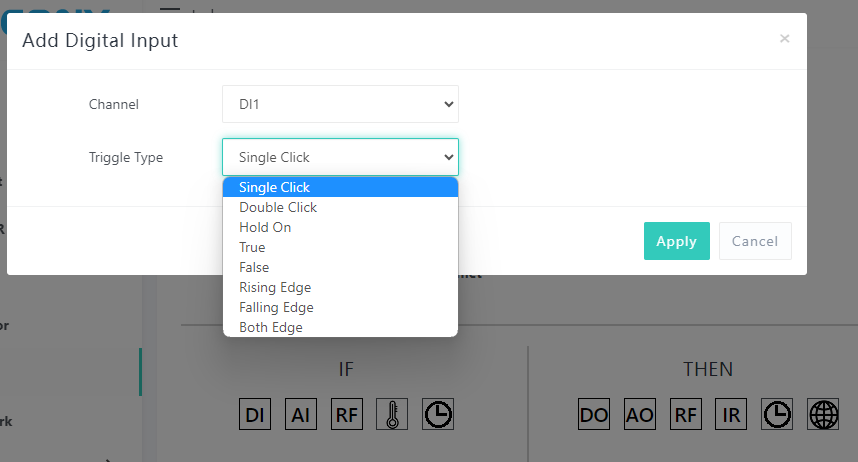 Add Digital Input
×
Channel
DI1
Triggle Type
Single Click
Single Click
Double Click
Hold On
True
False
Rising Edge
Falling Edge
Both Edge
Apply
Cancel
IF
THEN
DI AI RF
DO AO RF IR